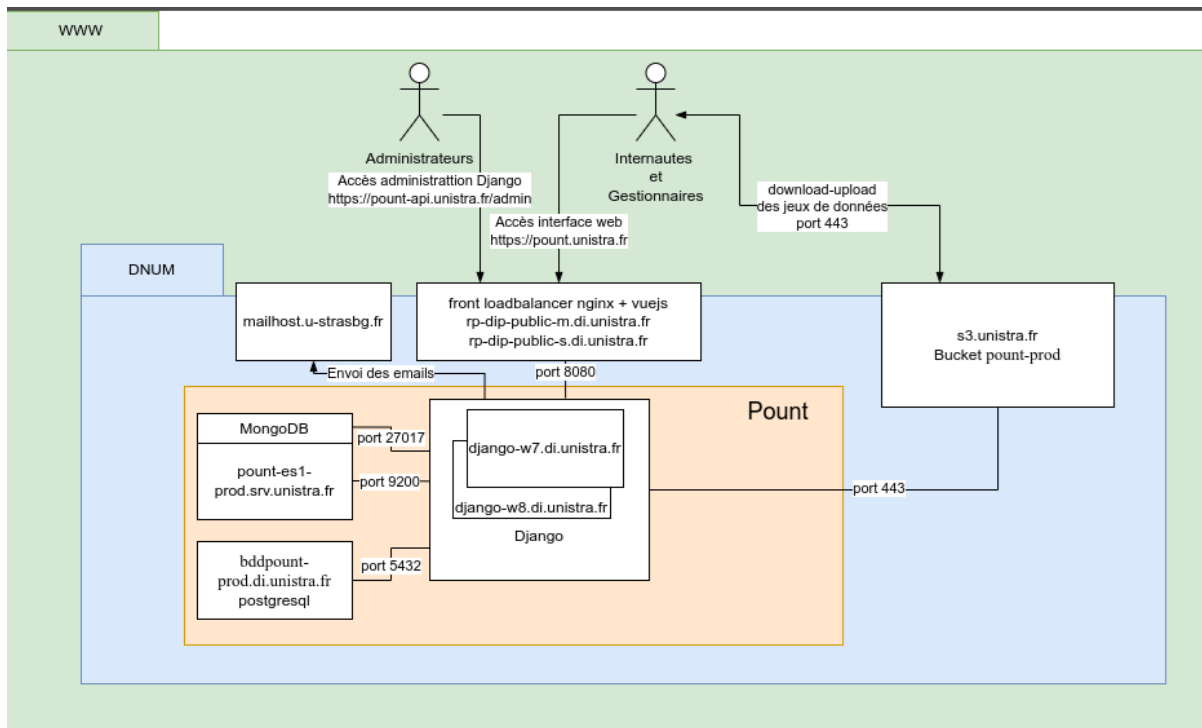 WWW
Administrateurs
Internautes
et
Gestionnaires
Accès administrattion Django
https://pount-api.unistra.fr/admin
download-upload
des jeux de données
port 443
Accès interface web
https://pount.unistra.fr
DNUM
mailhost.u-strasbg.fr
front loadbalancer nginx + vuejs
rp-dip-public-m.di.unistra.fr
rp-dip-public-s.di.unistra.fr
s3.unistra.fr
Bucket pount-prod
Envoi des emails
port 8080
Pount
MongoDB
port 27017
pount-es1-
prod.srv.unistra.fr
port 9200
django-w7.di.unistra.fr
django-w8.di.unistra.fr
Django
port 443
bddpount-
prod.di.unistra.fr
postgresql
port 5432